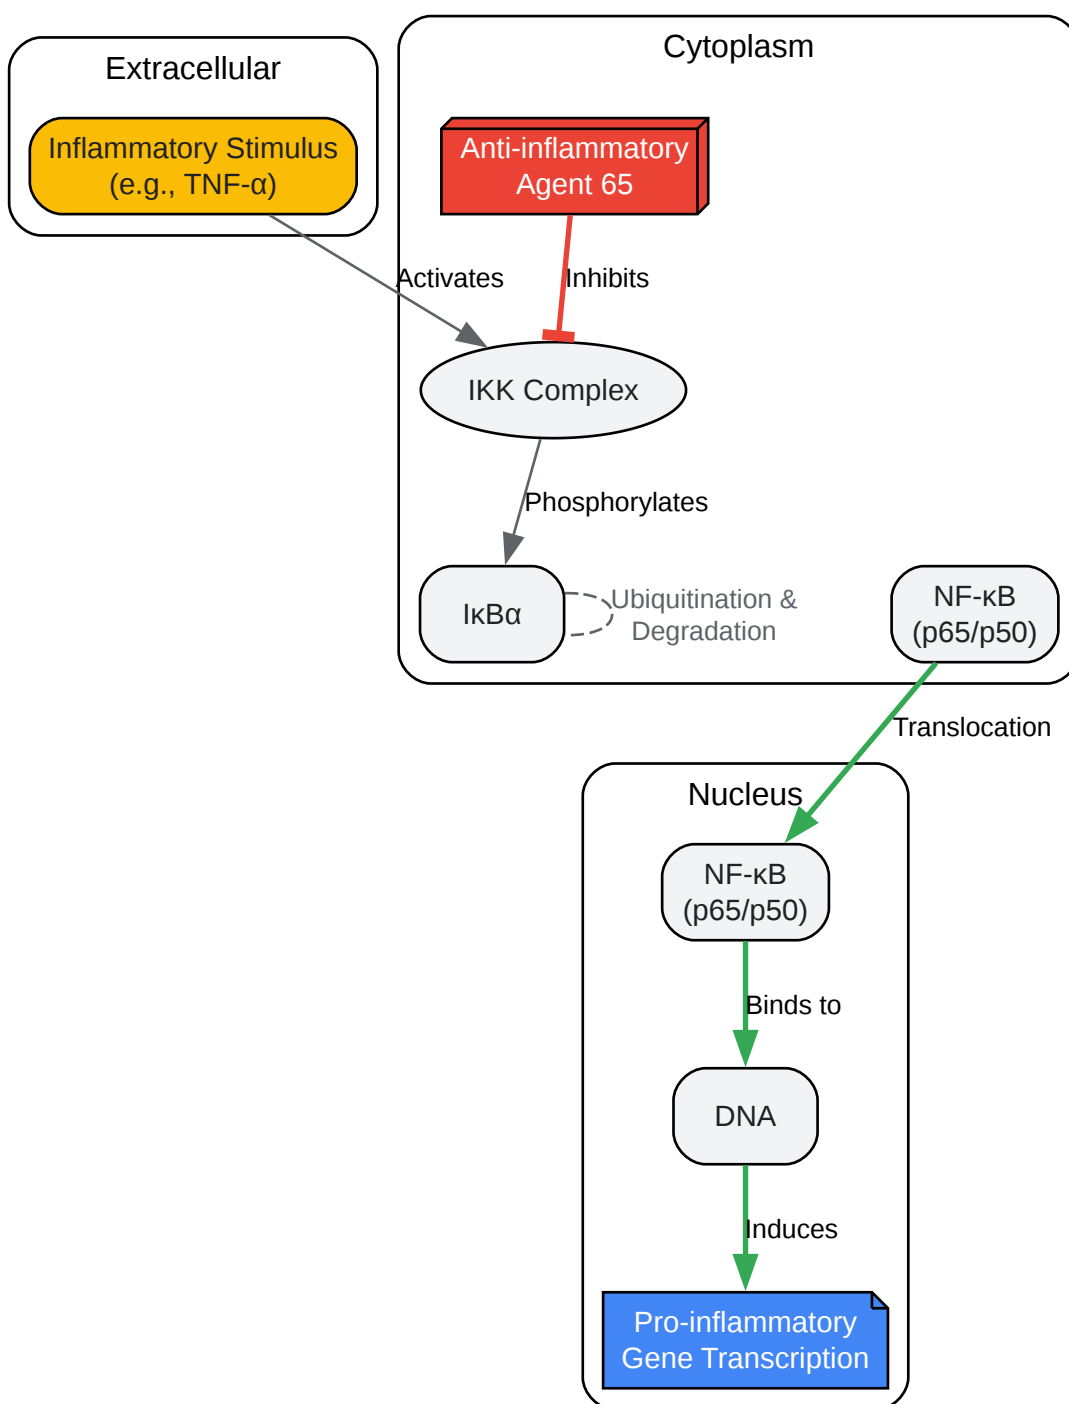 Extracellular
Cytoplasm
Inflammatory Stimulus
(e.g., TNF-α)
Anti-inflammatory
Agent 65
Activates
Inhibits
IKK Complex
Phosphorylates
IκBα
Ubiquitination &
Degradation
NF-κB
(p65/p50)
Translocation
Nucleus
NF-κB
(p65/p50)
Binds to
DNA
Induces
Pro-inflammatory
Gene Transcription